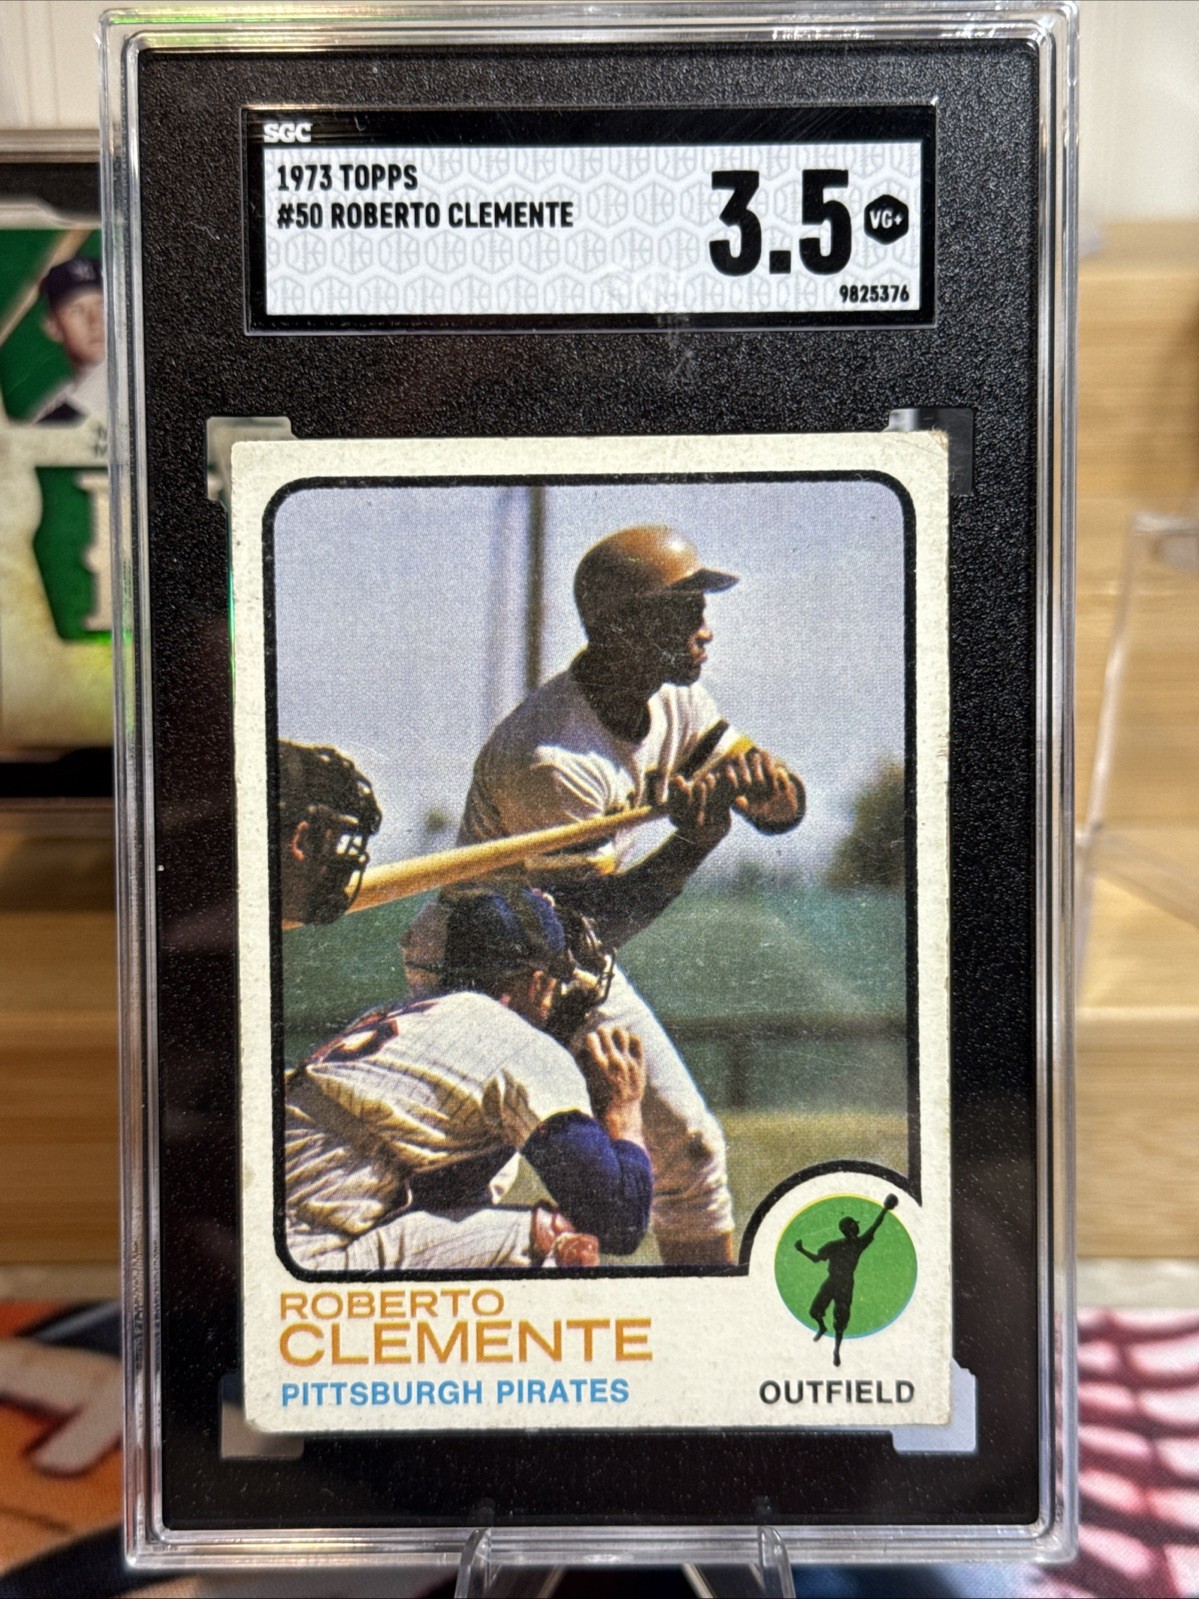 SGC
1973 TOPPS
#50 ROBERTO CLEMENTE
3.5 VG+
9825376
ROBERTO
CLEMENTE
PITTSBURGH PIRATES
OUTFIELD